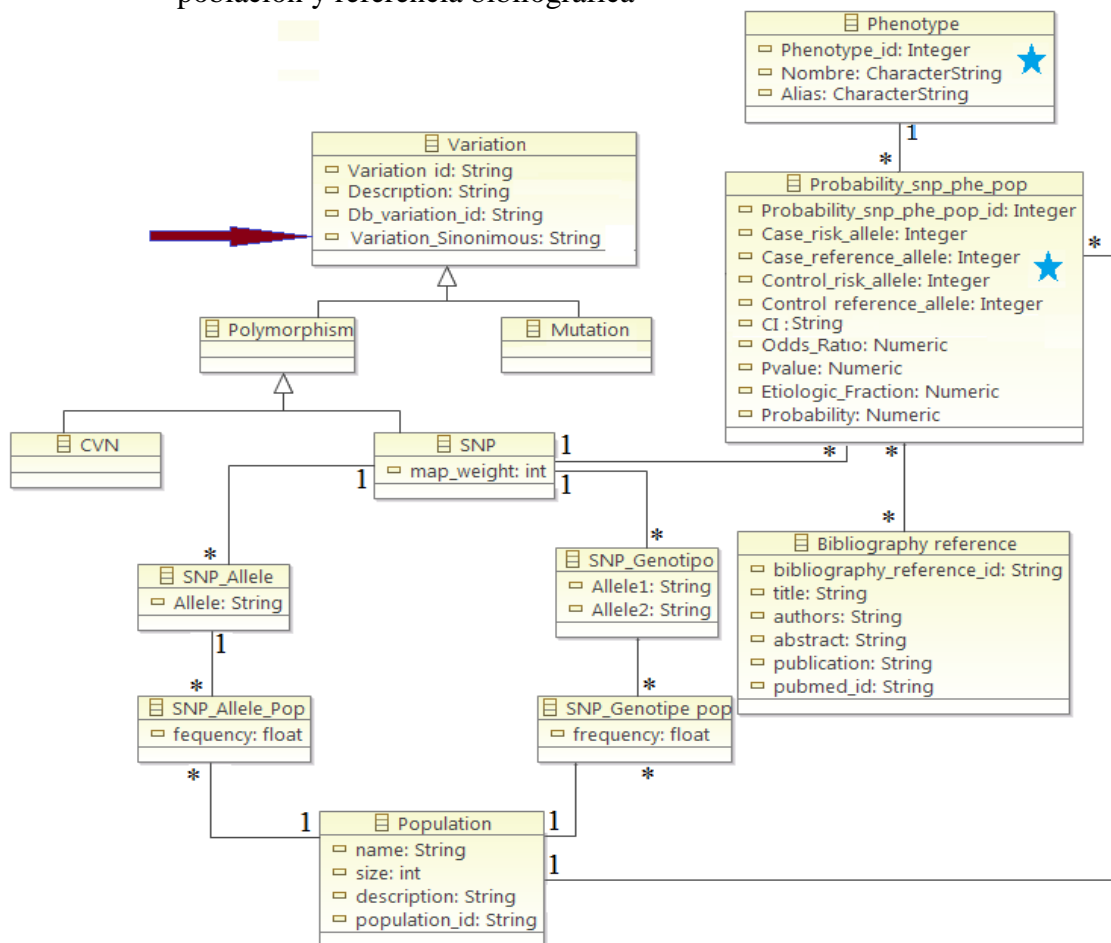 población y referencia bibliográfica
Phenotype
Phenotype_id: Integer
Nombre: CharacterString
Alias: CharacterString
1
*
Variation
Variation id: String
Description: String
Db_variation_id: String
Variation_Sinonimous: String
Probability_snp_phe_pop
Probability_snp_phe_pop_id: Integer
Case_risk_allele: Integer
Case_reference_allele: Integer
Control_risk_allele: Integer
Control reference_allele: Integer
CI : String
Odds_Ratio: Numeric
Pvalue: Numeric
Etiologic_Fraction: Numeric
Probability: Numeric
*
Polymorphism
Mutation
CVN
SNP
map_weight: int
1
*
*
1
1
*
*
*
SNP_Allele
Allele: String
SNP_Genotipo
Allele1: String
Allele2: String
Bibliography reference
bibliography_reference_id: String
title: String
authors: String
abstract: String
publication: String
pubmed_id: String
1
*
*
SNP_Allele_Pop
fequency: float
SNP_Genotipe pop
frequency: float
*
*
1
1
1
Population
name: String
size: int
description: String
population_id: String